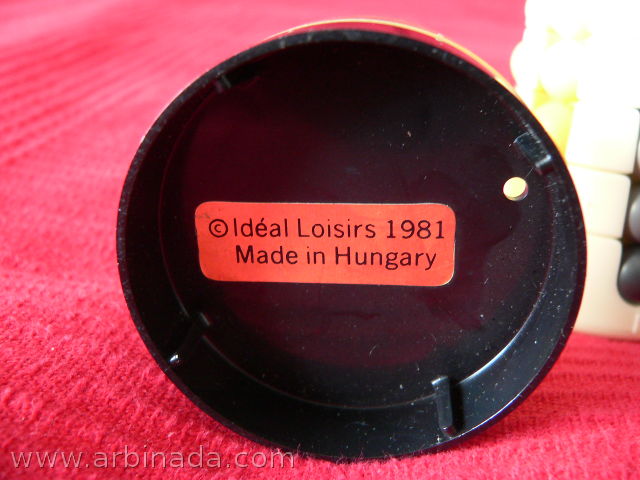 ©Idéal Loisirs 1981
Made in Hungary
www.arbinada.com